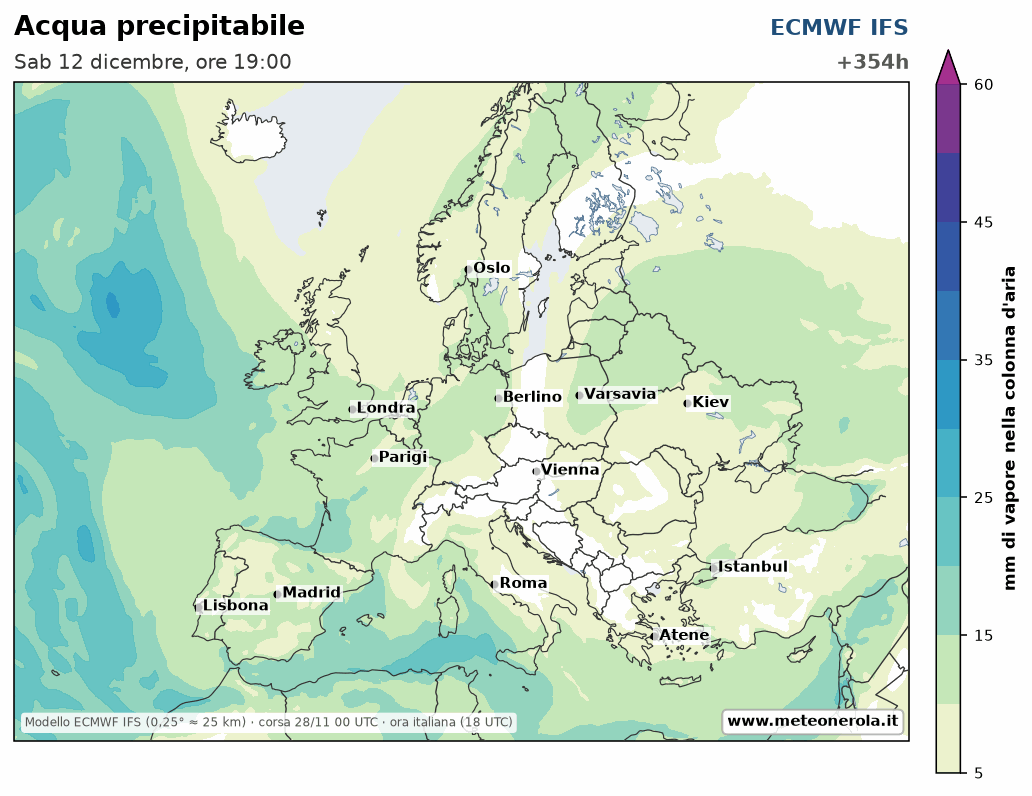 Acqua precipitabile
ECMWF IFS
Sab 12 dicembre, ore 19:00
+354h
60
45
35
25
15
5
mm di vapore nella colonna d'aria
Oslo
Londra
Berlino
Varsavia
Kiev
Parigi
Vienna
Istanbul
Madrid
Roma
Lisbona
Atene
Modello ECMWF IFS (0,25° ≈ 25 km) · corsa 28/11 00 UTC · ora italiana (18 UTC)
www.meteonerola.it